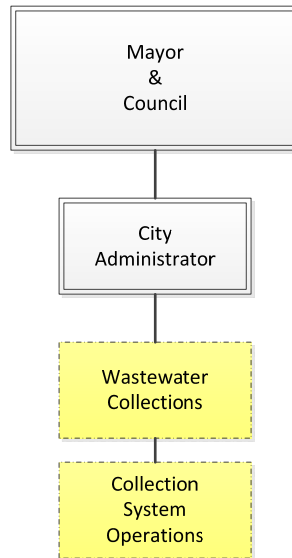 Mayor
&
Council
City
Administrator
Wastewater
Collections
Collection
System
Operations